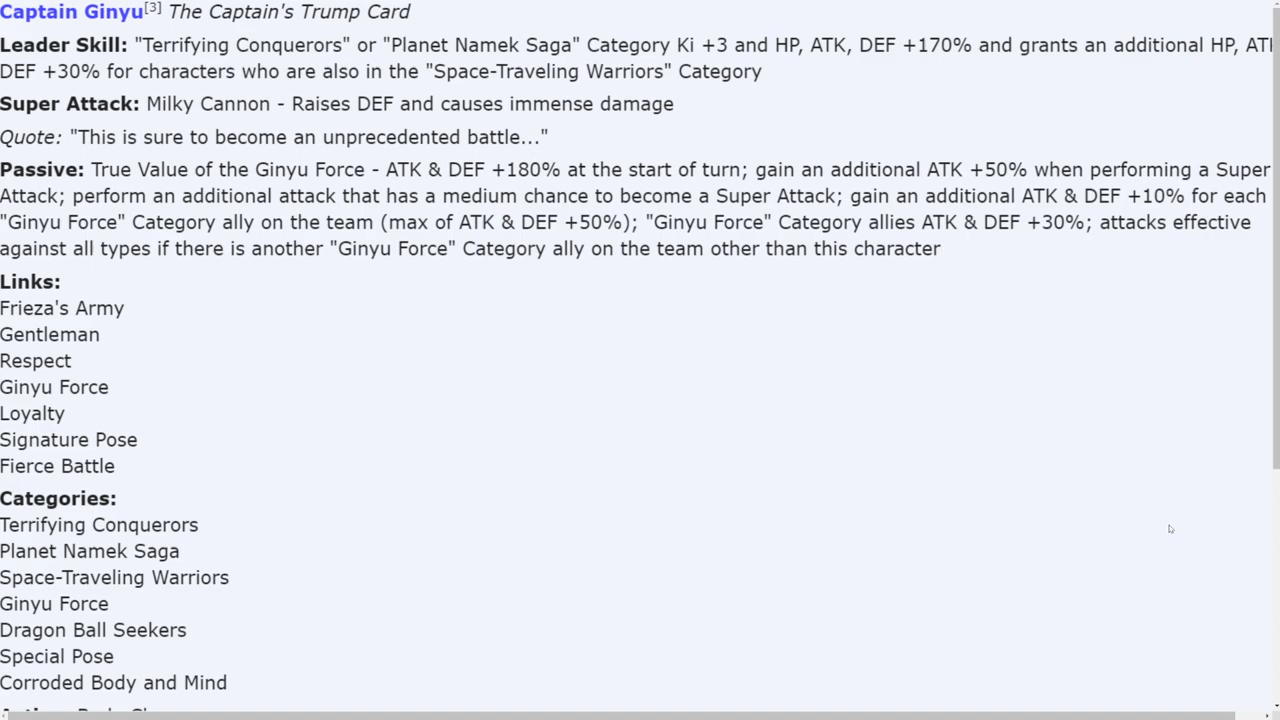 Captain Ginyu[3] The Captain's Trump Card
Leader Skill: "Terrifying Conquerors" or "Planet Namek Saga" Category Ki +3 and HP, ATK, DEF +170% and grants an additional HP,
DEF +30% for characters who are also in the "Space-Traveling Warriors" Category
Super Attack: Milky Cannon - Raises DEF and causes immense damage
Quote: "This is sure to become an unprecedented battle..."
Passive: True Value of the Ginyu Force - ATK & DEF +180% at the start of turn; gain an additional ATK +50% when performing a Super
Attack; perform an additional attack that has a medium chance to become a Super Attack; gain an additional ATK & DEF +10% for each
"Ginyu Force" Category ally on the team (max of ATK & DEF +50%); "Ginyu Force" Category allies ATK & DEF +30%; attacks effective
against all types if there is another "Ginyu Force" Category ally on the team other than this character
Links:
Frieza's Army
Gentleman
Respect
Ginyu Force
Loyalty
Signature Pose
Fierce Battle
Categories:
Terrifying Conquerors
Planet Namek Saga
Space-Traveling Warriors
Ginyu Force
Dragon Ball Seekers
Special Pose
Corroded Body and Mind